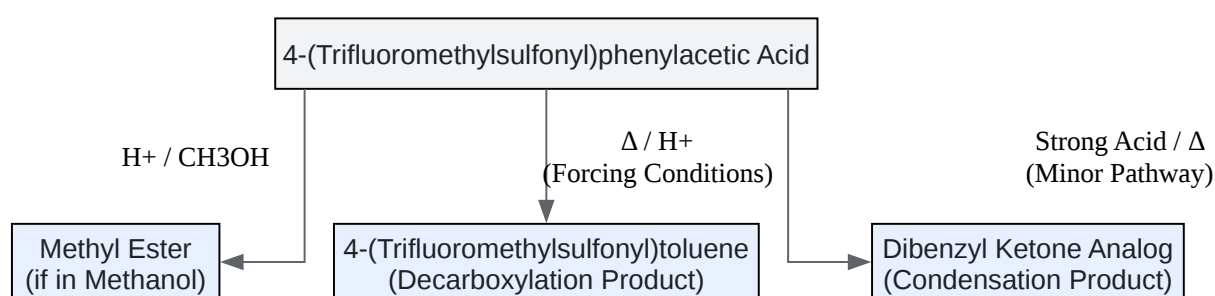 4-(Trifluoromethylsulfonyl)phenylacetic Acid
H+ / CH3OH
Δ / H+
(Forcing Conditions)
Strong Acid / Δ
(Minor Pathway)
Methyl Ester
(if in Methanol)
4-(Trifluoromethylsulfonyl)toluene
(Decarboxylation Product)
Dibenzyl Ketone Analog
(Condensation Product)